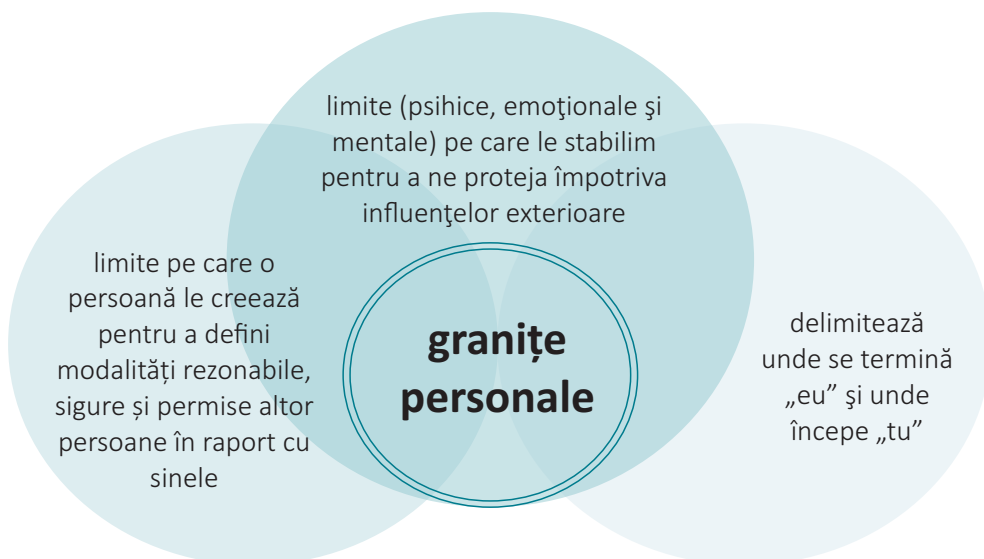 limite (psihice, emoţionale şi
mentale) pe care le stabilim
pentru a ne proteja împotriva
influenţelor exterioare
limite pe care o
persoană le creează
pentru a defini
modalități rezonabile,
sigure și permise altor
persoane în raport cu
sinele
granițe
personale
delimitează
unde se termină
„eu” şi unde
începe „tu”